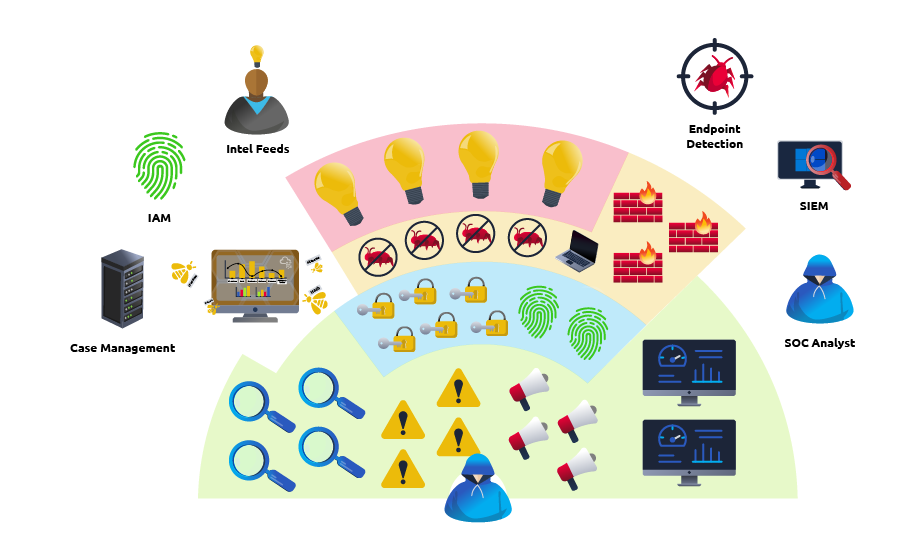 Intel Feeds
Endpoint
Detection
IAM
SIEM
Case Management
SOC Analyst